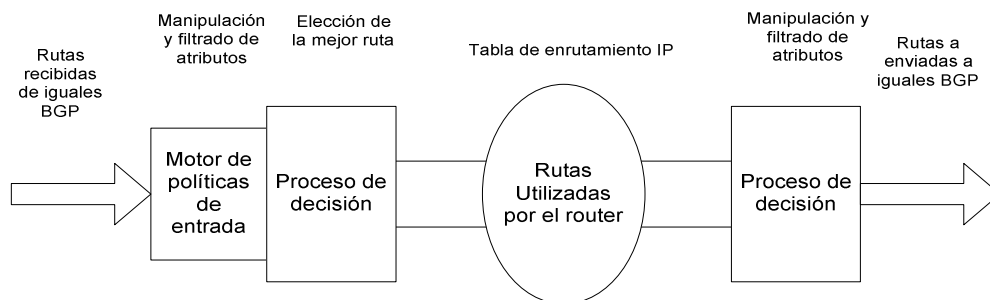 Rutas
recibidas
de iguales
BGP
Manipulación
y filtrado de
atributos
Elección de
la mejor ruta
Motor de
políticas
de
entrada
Proceso de
decisión
Tabla de enrutamiento IP
Rutas
Utilizadas
por el router
Manipulación y
filtrado de
atributos
Proceso de
decisión
Rutas a
enviadas a
iguales BGP